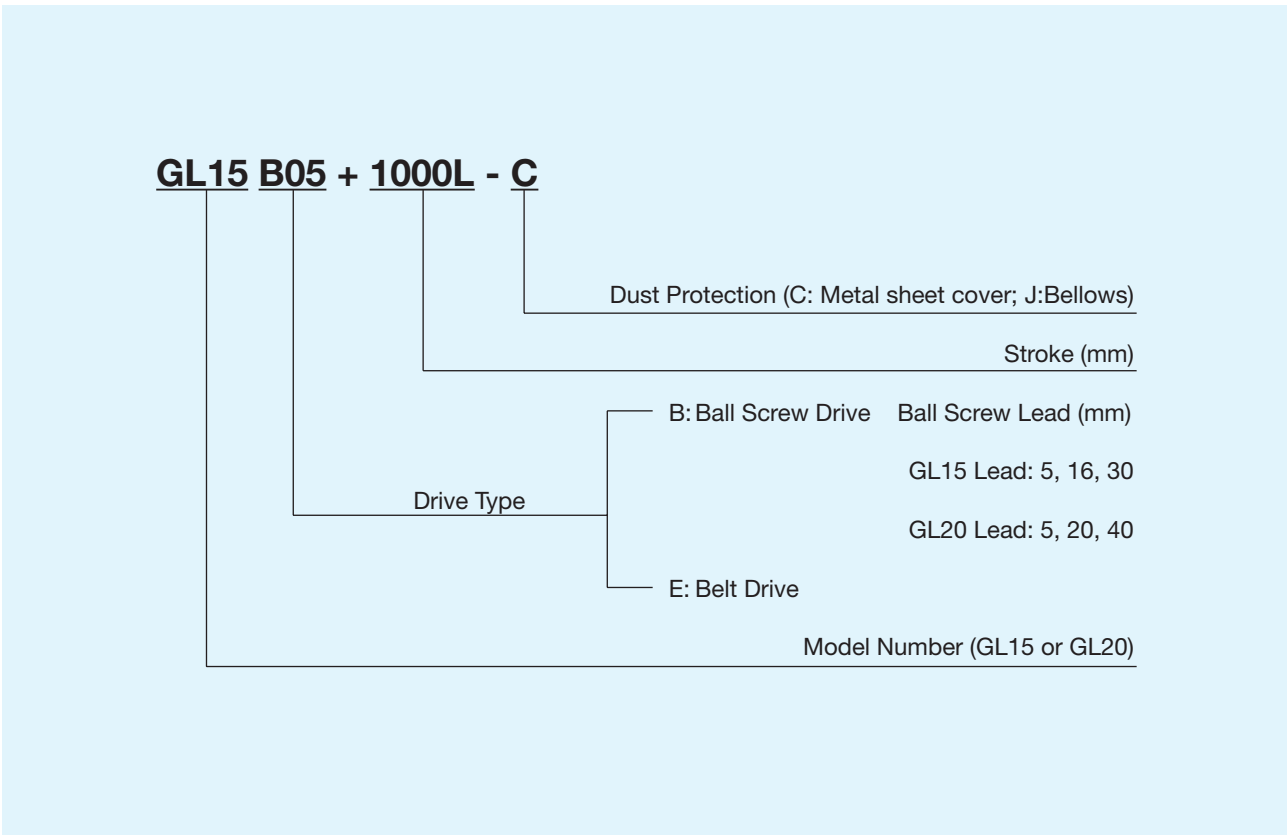 GL15 B05 + 1000L - C
Dust Protection (C: Metal sheet cover; J:Bellows)
Stroke (mm)
B: Ball Screw Drive Ball Screw Lead (mm)
GL15 Lead: 5, 16, 30
Drive Type
GL20 Lead: 5, 20, 40
E: Belt Drive
Model Number (GL15 or GL20)